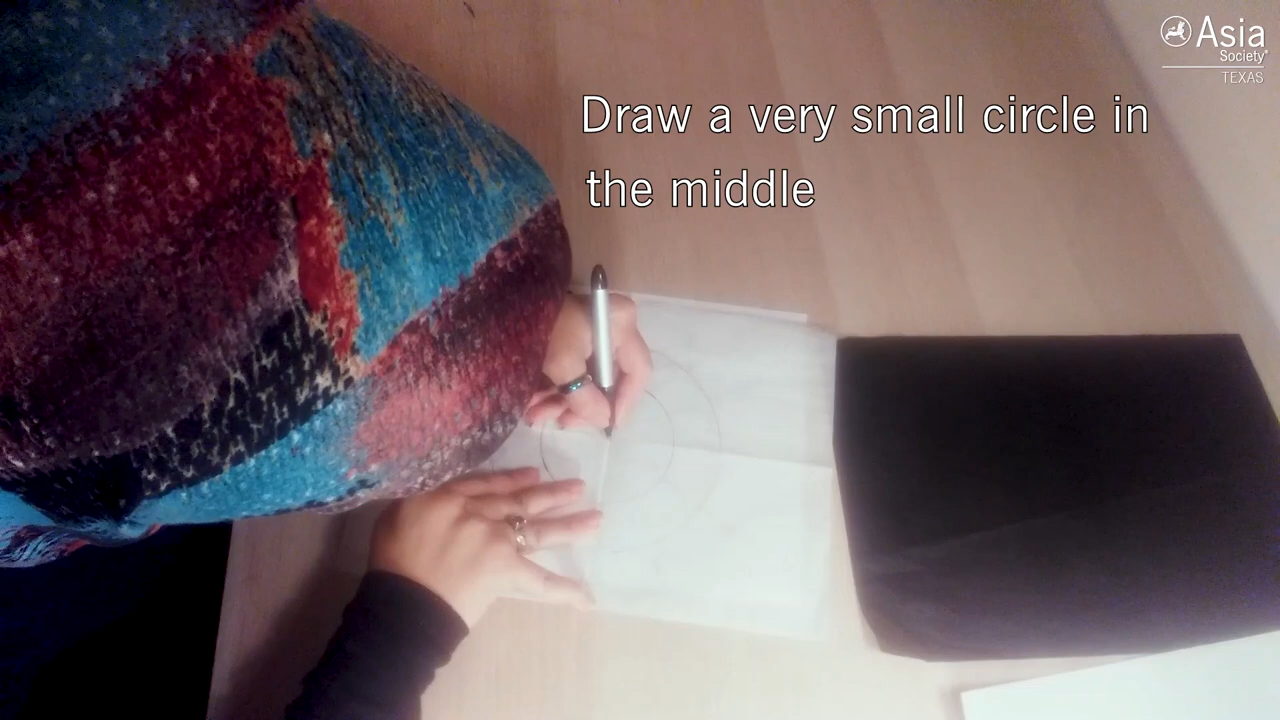 Asia
Society
TEXAS
Draw a very small circle in
the middle